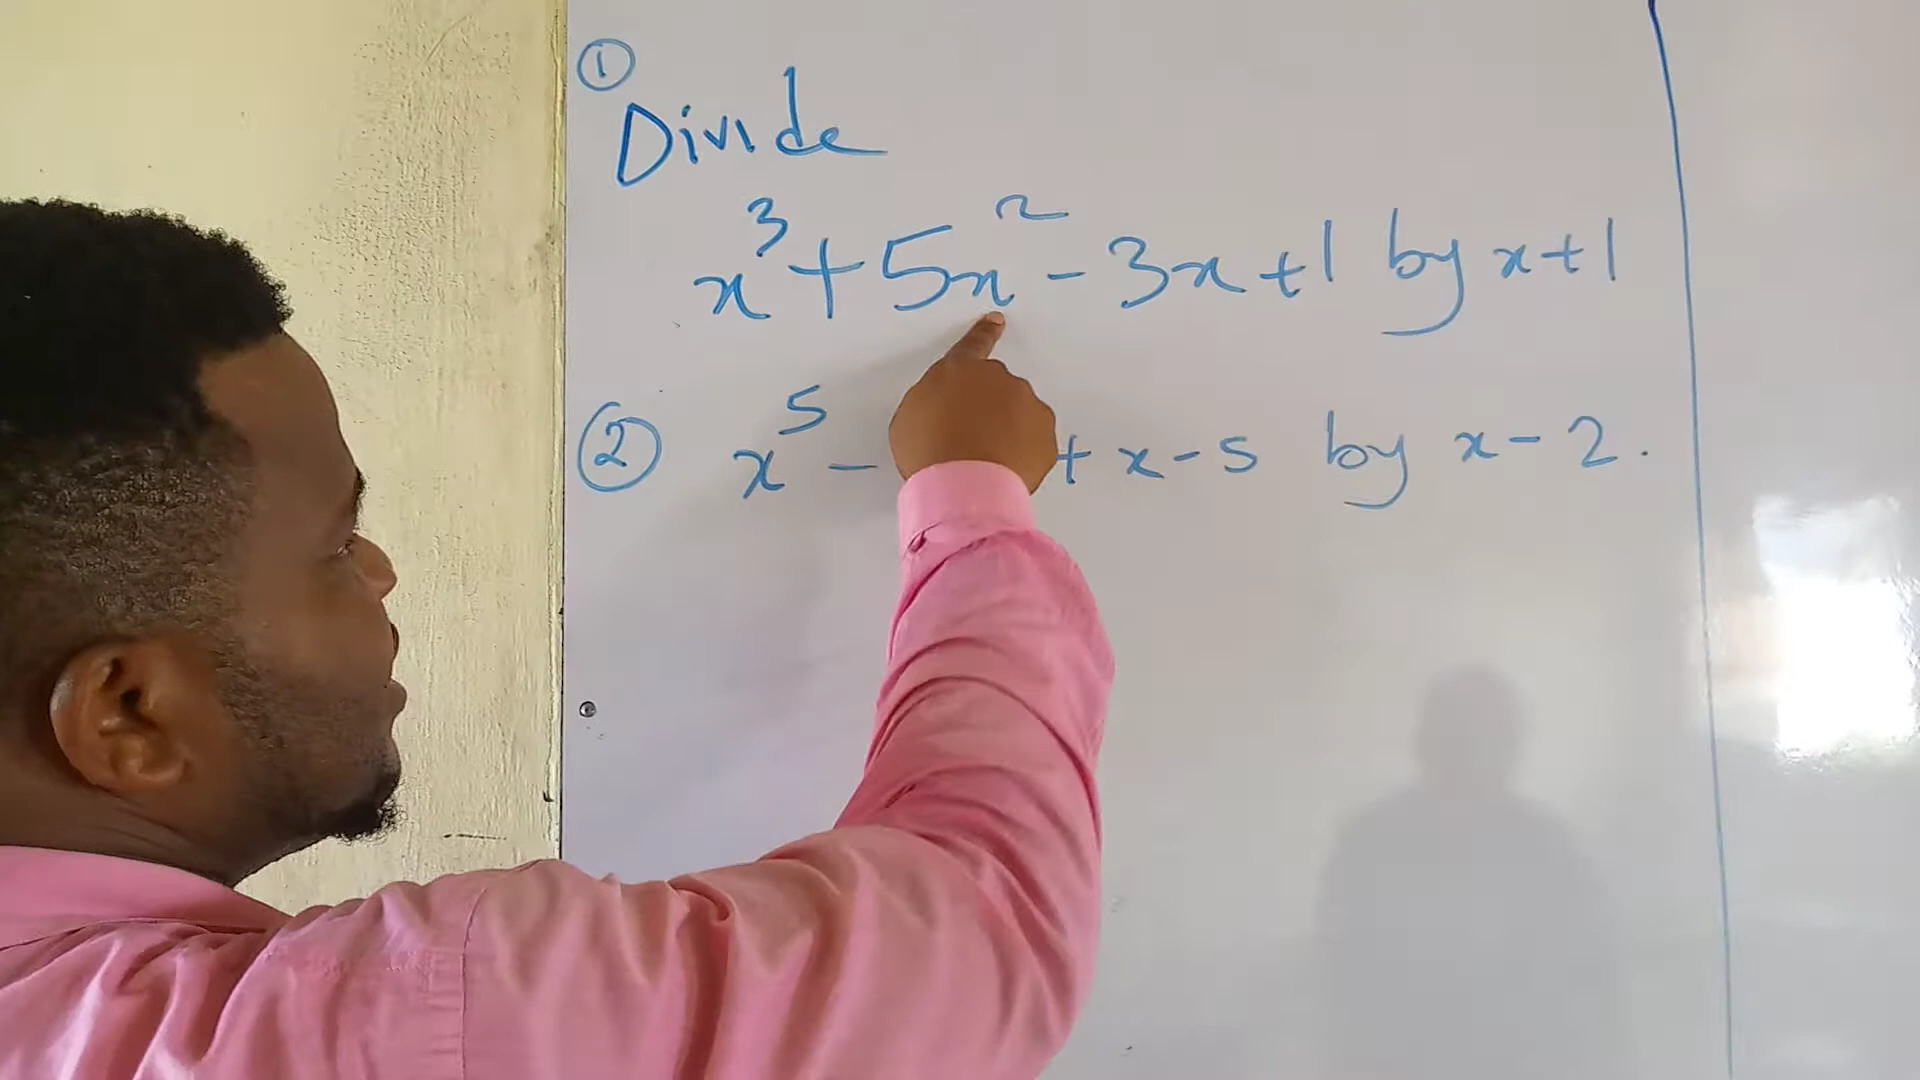 ①
Divide
x³ + 5x² - 3x + 1 by x + 1
② x⁵ - + x - 5 by x - 2.